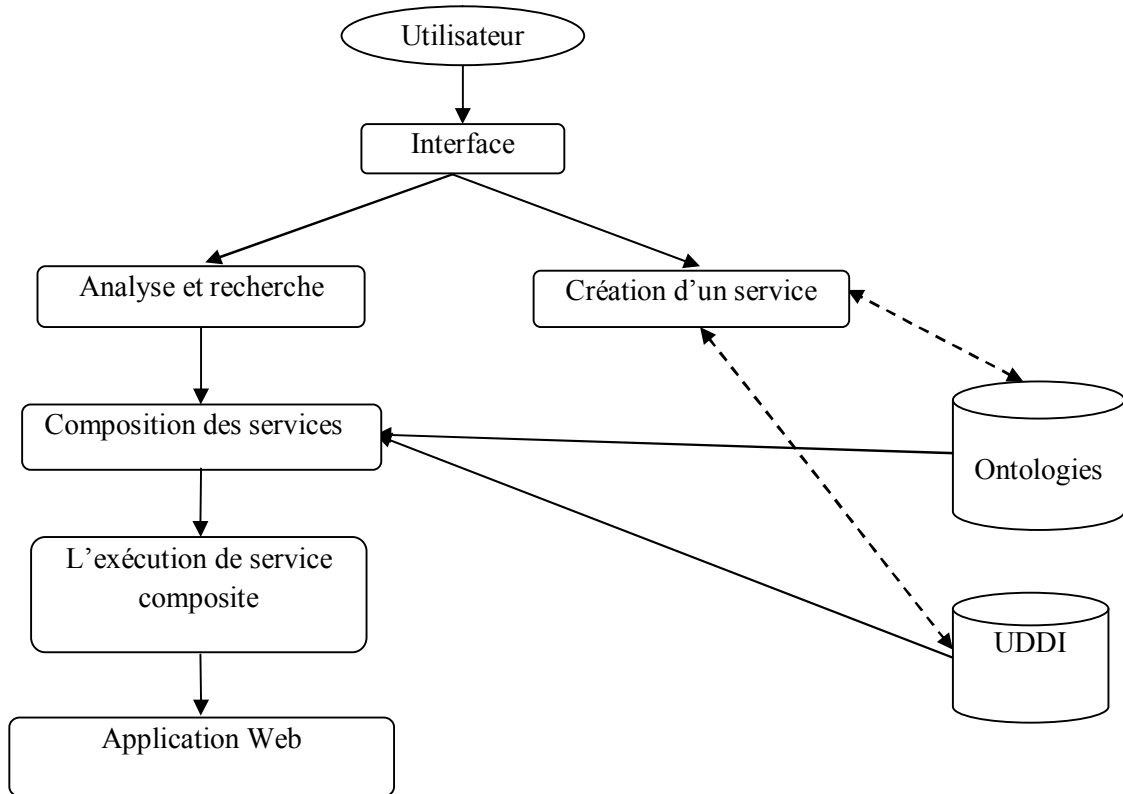 Utilisateur
Interface
Analyse et recherche
Création d’un service
Composition des services
Ontologies
L’exécution de service
composite
UDDI
Application Web